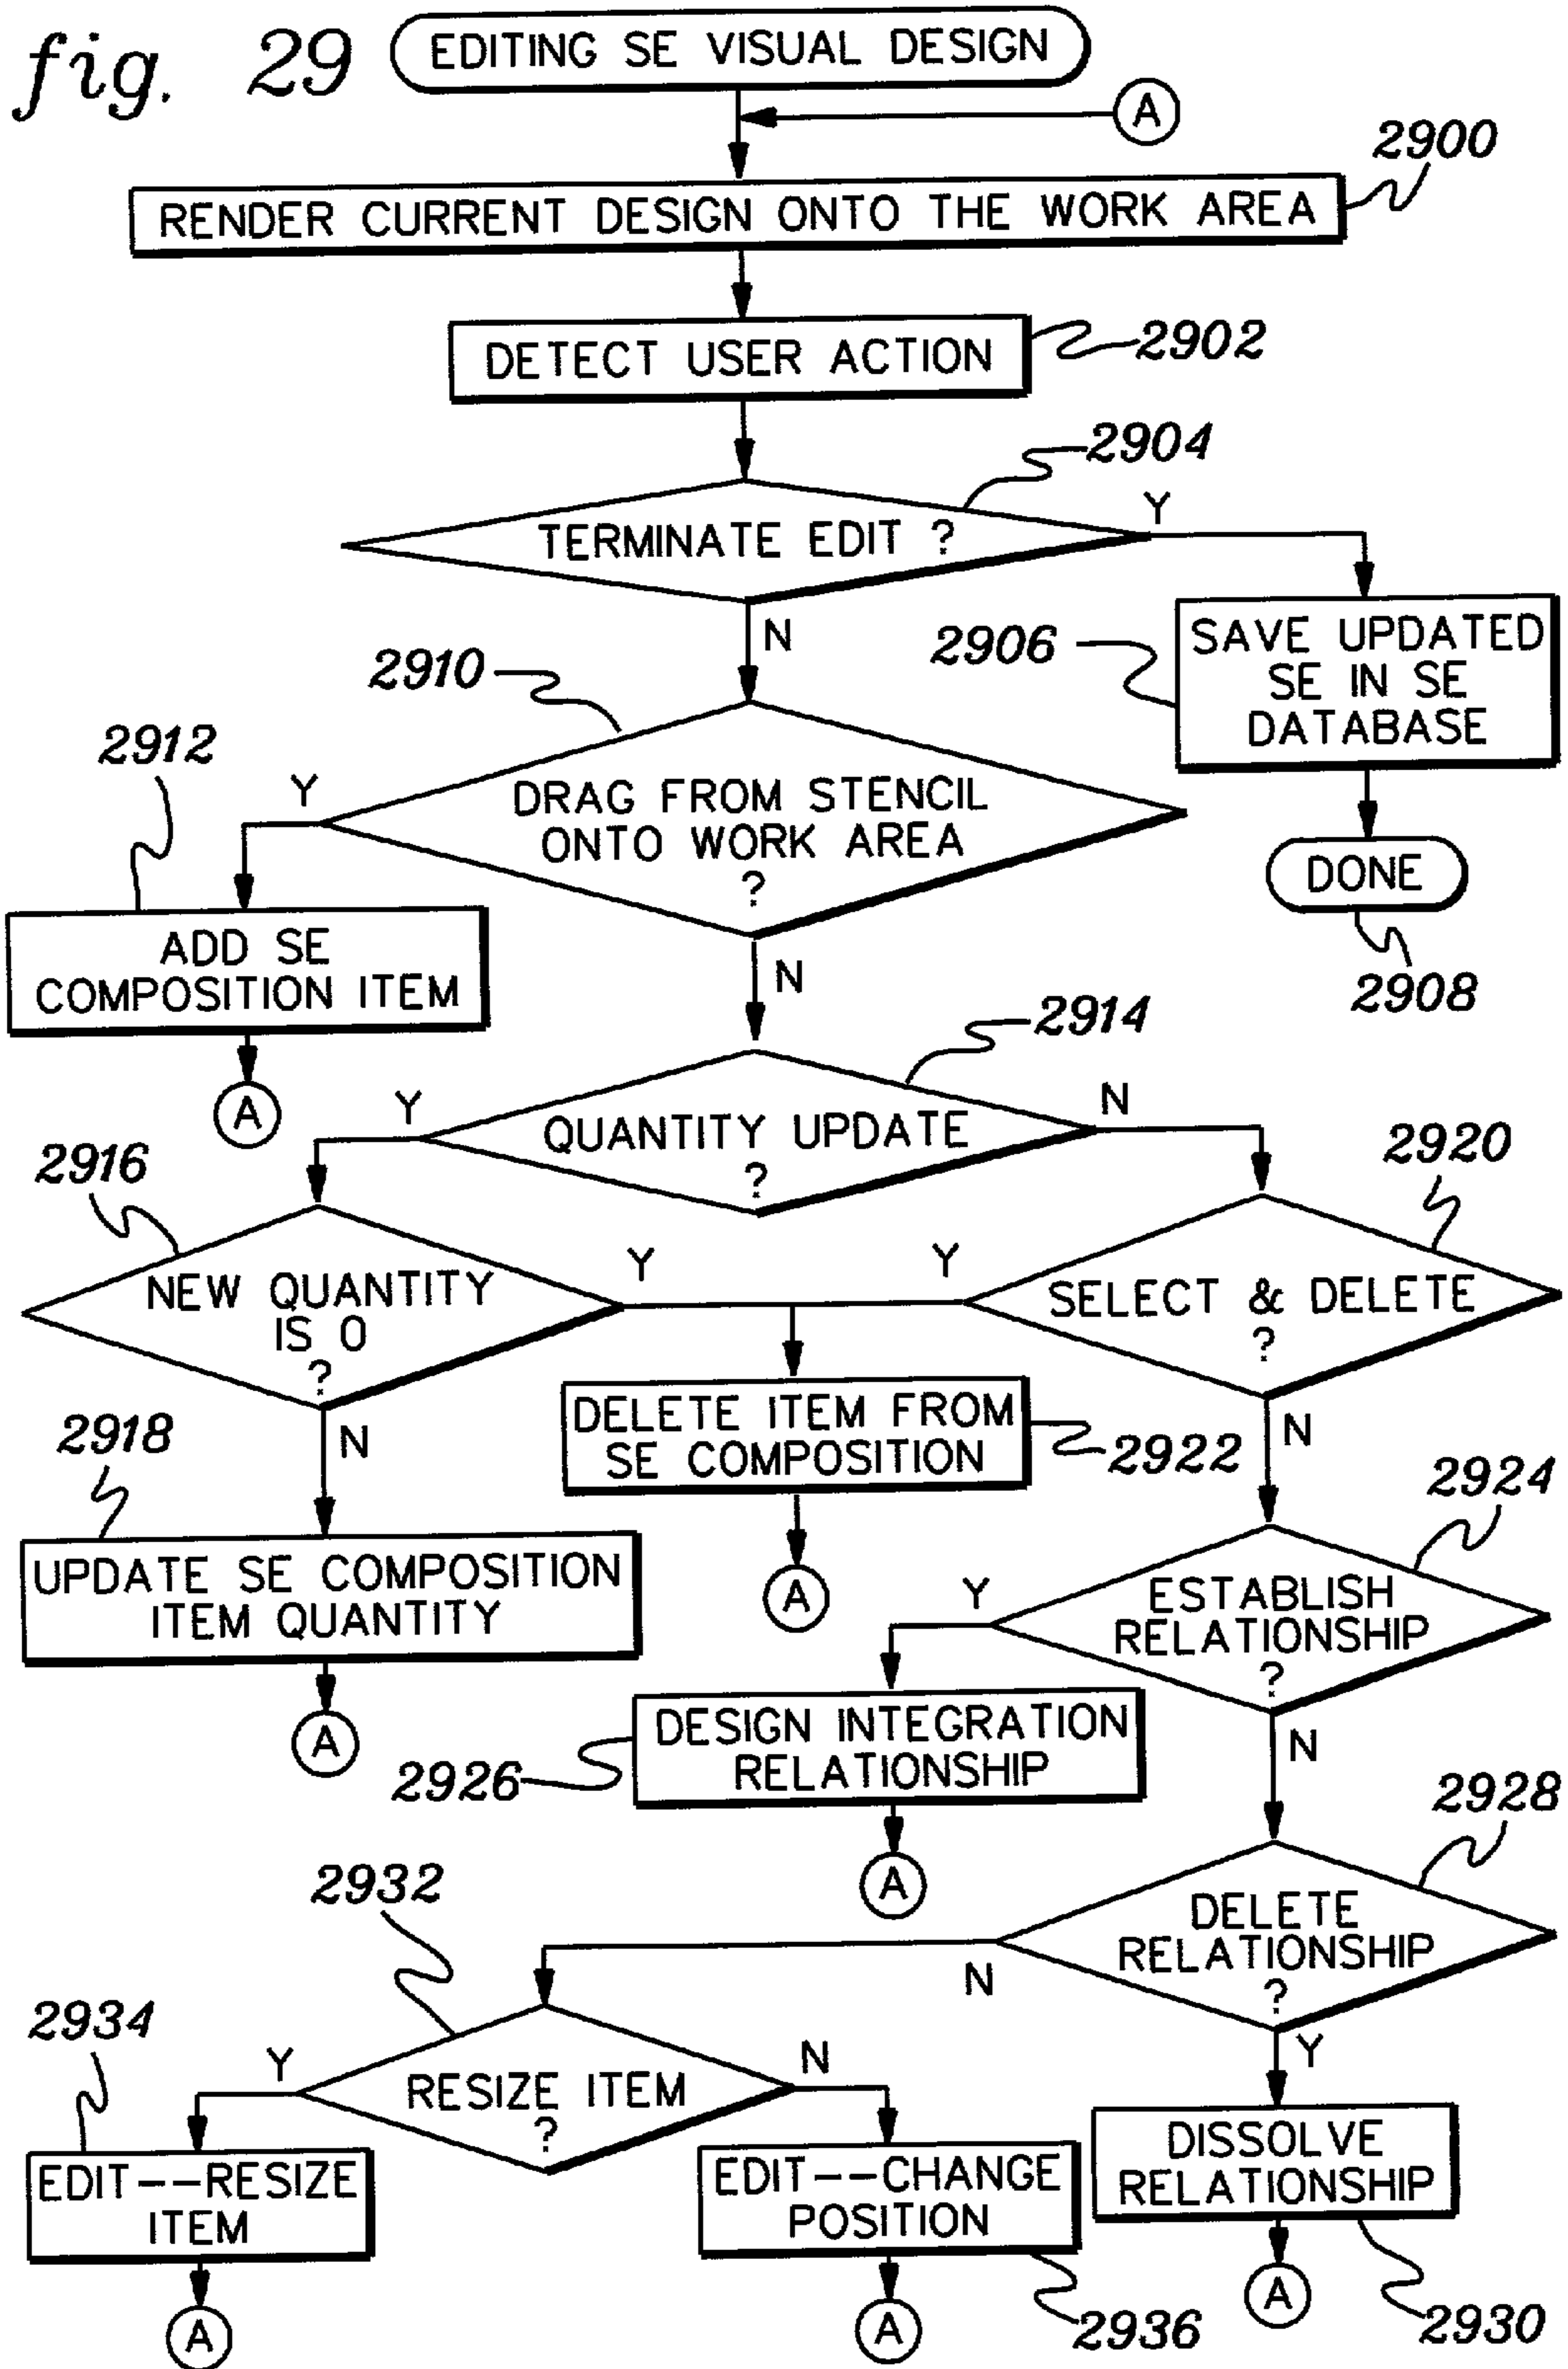 fig. 29
EDITING SE VISUAL DESIGN
A
2900
RENDER CURRENT DESIGN ONTO THE WORK AREA
DETECT USER ACTION
2902
2904
TERMINATE EDIT ?
Y
N
2906
SAVE UPDATED
SE IN SE
DATABASE
2910
2912
Y
DRAG FROM STENCIL
ONTO WORK AREA
?
DONE
2908
ADD SE
COMPOSITION ITEM
N
A
2914
Y
QUANTITY UPDATE
?
N
2916
2920
NEW QUANTITY
IS 0
?
Y
Y
SELECT & DELETE
?
N
2918
DELETE ITEM FROM
SE COMPOSITION
2922
N
2924
UPDATE SE COMPOSITION
ITEM QUANTITY
A
A
Y
ESTABLISH
RELATIONSHIP
?
DESIGN INTEGRATION
RELATIONSHIP
2926
N
A
2928
2932
DELETE
RELATIONSHIP
?
N
Y
2934
Y
RESIZE ITEM
?
N
EDIT--RESIZE
ITEM
EDIT--CHANGE
POSITION
DISSOLVE
RELATIONSHIP
A
A
2936
A
2930